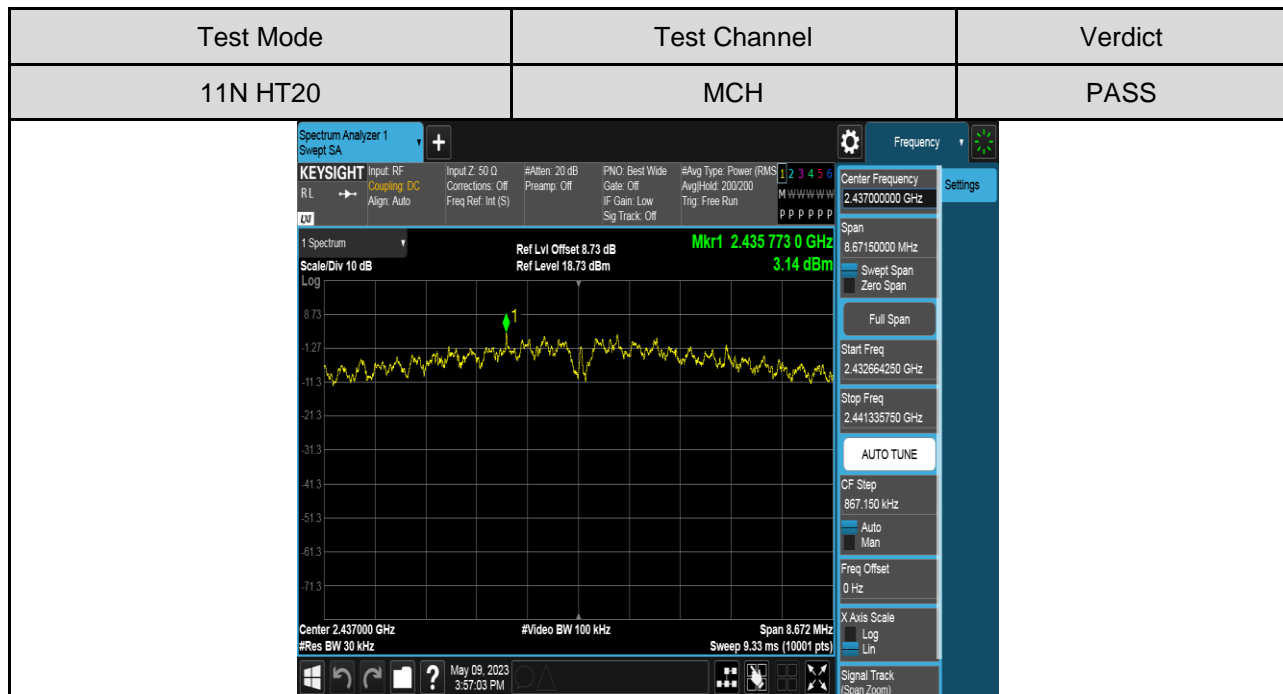 Test Mode Test Channel Verdict
11N HT20 MCH PASS
Spectrum Analyzer 1
Swept SA
+
Frequency
KEYSIGHT Input: RF Input Z: 50 Ω #Atten: 20 dB PNO: Best Wide #Avg Type: Power (RMS 1 2 3 4 5 6
R L Coupling: DC Corrections: Off Preamp: Off Gate: Off Avg|Hold: 200/200 M W W W W W
Align: Auto Freq Ref: Int (S) IF Gain: Low Trig: Free Run
LXI Sig Track: Off P P P P P P
1 Spectrum
Scale/Div 10 dB
Ref Lvl Offset 8.73 dB
Ref Level 18.73 dBm
Mkr1 2.435 773 0 GHz
3.14 dBm
Log
8.73
-1.27
-11.3
-21.3
-31.3
-41.3
-51.3
-61.3
-71.3
1
Center 2.437000 GHz #Video BW 100 kHz Span 8.672 MHz
#Res BW 30 kHz Sweep 9.33 ms (10001 pts)
?
May 09, 2023
3:57:03 PM
Center Frequency
2.437000000 GHz
Settings
Span
8.67150000 MHz
Swept Span
Zero Span
Full Span
Start Freq
2.432664250 GHz
Stop Freq
2.441335750 GHz
AUTO TUNE
CF Step
867.150 kHz
Auto
Man
Freq Offset
0 Hz
X Axis Scale
Log
Lin
Signal Track
(Span Zoom)